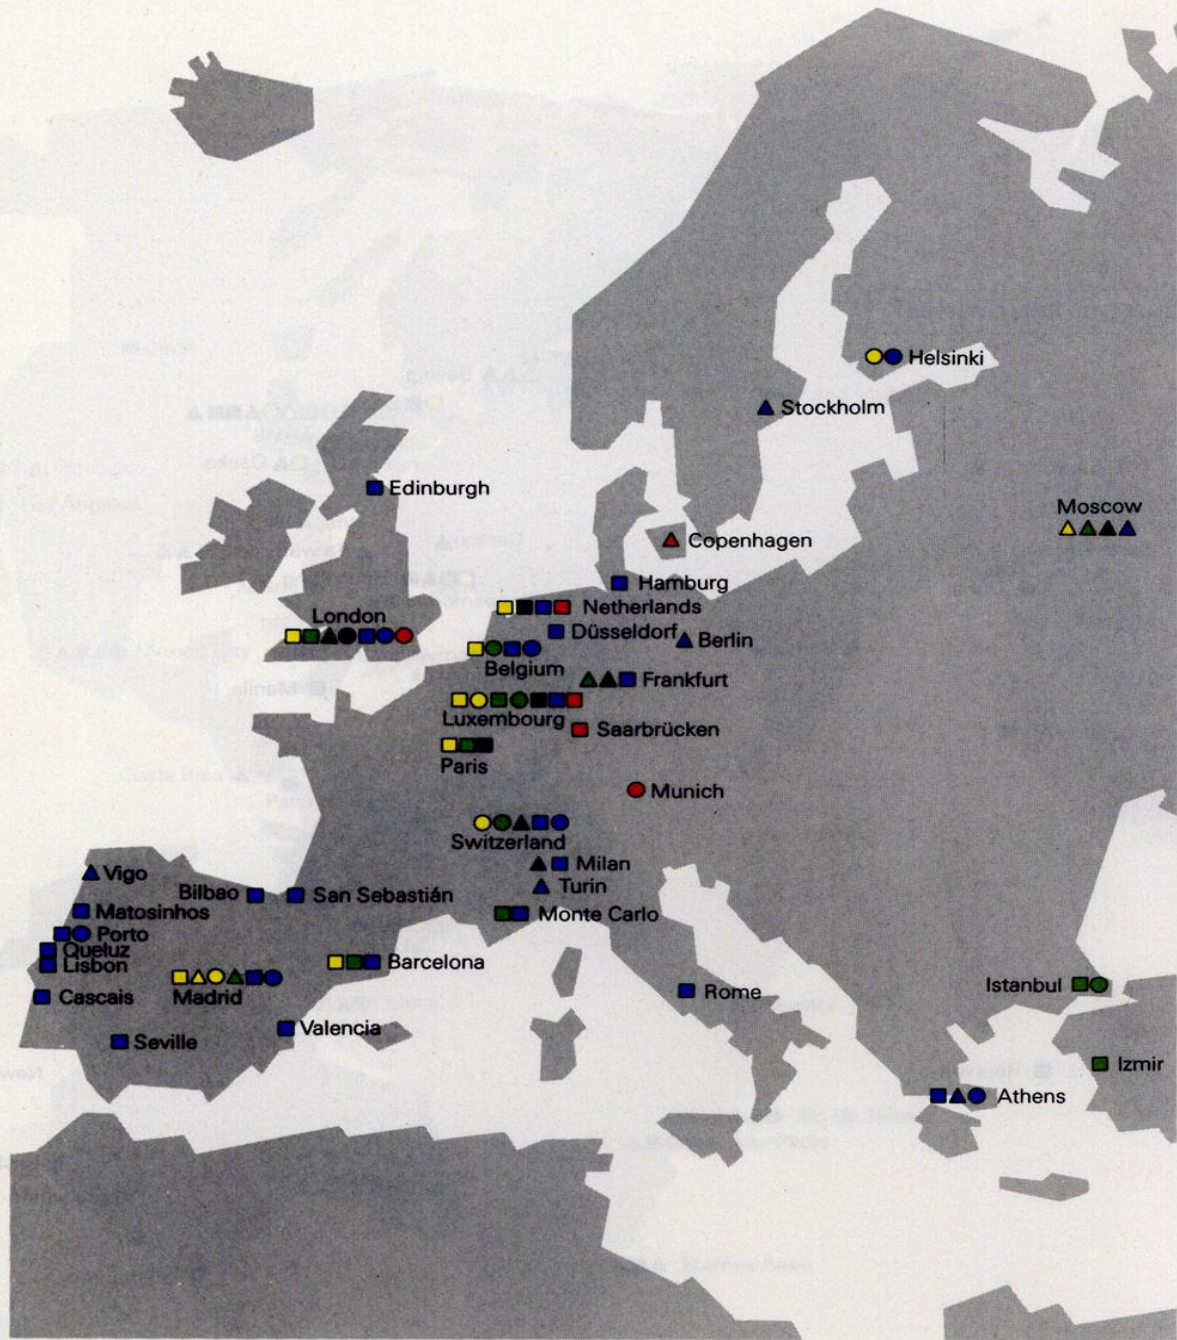 Helsinki
Stockholm
Edinburgh
Moscow
Copenhagen
Hamburg
Netherlands
London
Düsseldorf
Berlin
Belgium
Frankfurt
Luxembourg
Saarbrücken
Paris
Munich
Switzerland
Milan
Vigo
Turin
Bilbao
San Sebastián
Matosinhos
Monte Carlo
Porto
Queluz
Lisbon
Barcelona
Madrid
Cascais
Rome
Istanbul
Valencia
Seville
Izmir
Athens